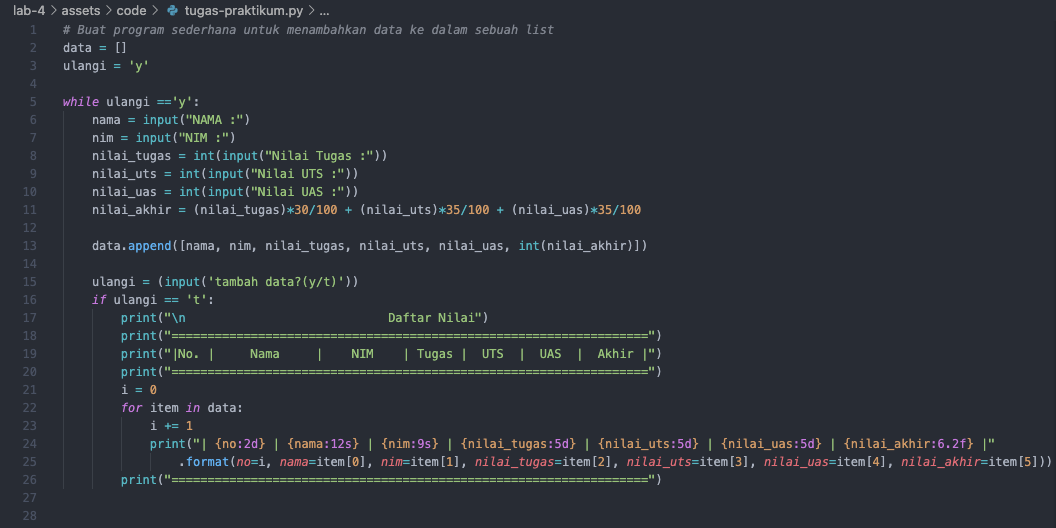 lab-4 > assets > code > tugas-praktikum.py > ...
1 # Buat program sederhana untuk menambahkan data ke dalam sebuah list
2 data = []
3 ulangi = 'y'
4
5 while ulangi =='y':
6     nama = input("NAMA :")
7     nim = input("NIM :")
8     nilai_tugas = int(input("Nilai Tugas :"))
9     nilai_uts = int(input("Nilai UTS :"))
10     nilai_uas = int(input("Nilai UAS :"))
11     nilai_akhir = (nilai_tugas)*30/100 + (nilai_uts)*35/100 + (nilai_uas)*35/100
12
13     data.append([nama, nim, nilai_tugas, nilai_uts, nilai_uas, int(nilai_akhir)])
14
15     ulangi = (input('tambah data?(y/t)'))
16     if ulangi == 't':
17         print("\n                            Daftar Nilai")
18         print("==================================================================")
19         print("|No. |     Nama     |    NIM    | Tugas |  UTS  |  UAS  |  Akhir |")
20         print("==================================================================")
21         i = 0
22         for item in data:
23             i += 1
24             print("| {no:2d} | {nama:12s} | {nim:9s} | {nilai_tugas:5d} | {nilai_uts:5d} | {nilai_uas:5d} | {nilai_akhir:6.2f} |"
25                 .format(no=i, nama=item[0], nim=item[1], nilai_tugas=item[2], nilai_uts=item[3], nilai_uas=item[4], nilai_akhir=item[5]))
26         print("==================================================================")
27
28